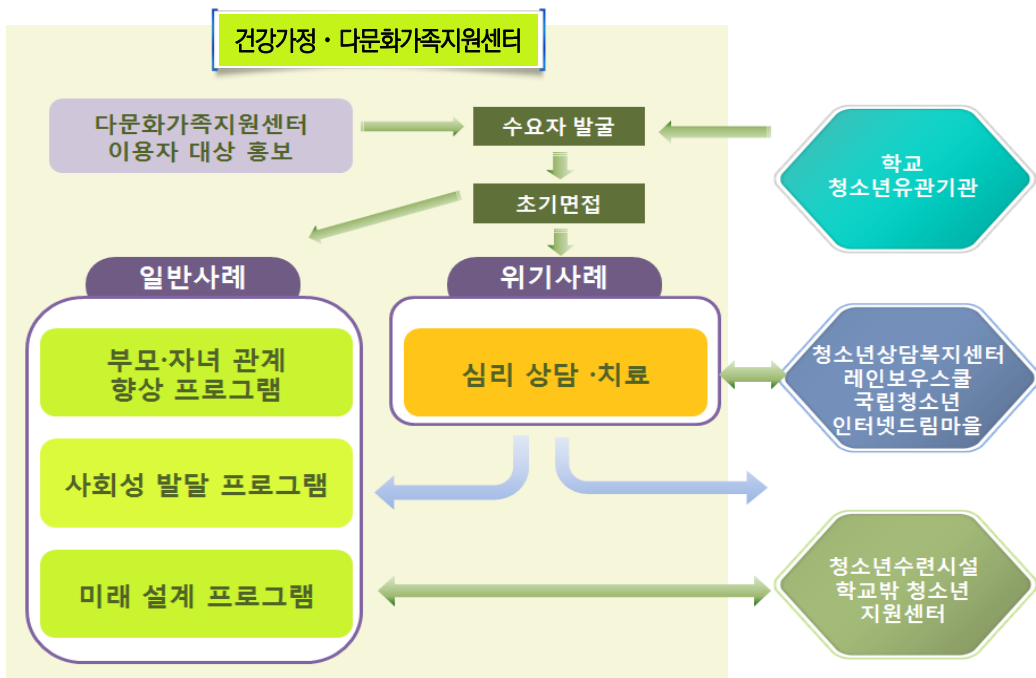 건강가정 · 다문화가족지원센터
다문화가족지원센터
이용자 대상 홍보
수요자 발굴
초기면접
학교
청소년유관기관
일반사례
부모·자녀 관계
향상 프로그램
사회성 발달 프로그램
미래 설계 프로그램
위기사례
심리 상담 ·치료
청소년상담복지센터
레인보우스쿨
국립청소년
인터넷드림마을
청소년수련시설
학교밖 청소년
지원센터